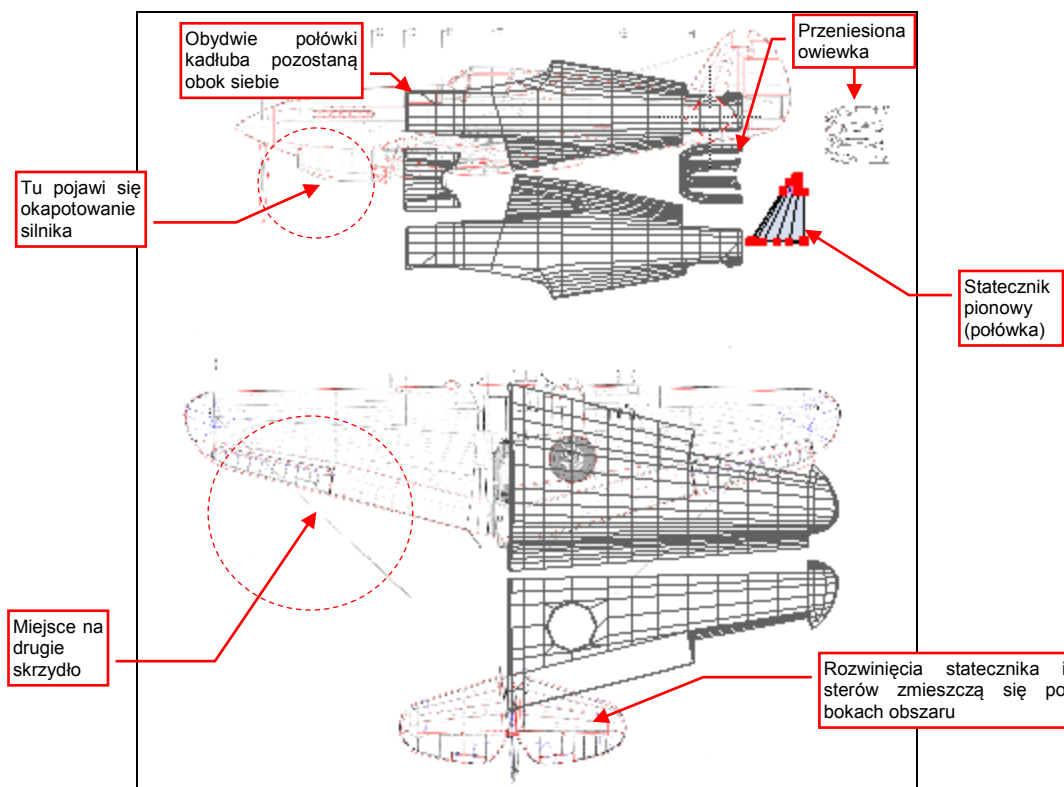 Obydwie połówki
kadłuba pozostaną
obok siebie
Przeniesiona
owiewka
Tu pojawi się
okapotowanie
silnika
Statecznik
pionowy
(połówka)
Miejsce na
drugie
skrzydło
Rozwinięcia statecznika i
sterów zmieszczą się po
bokach obszaru